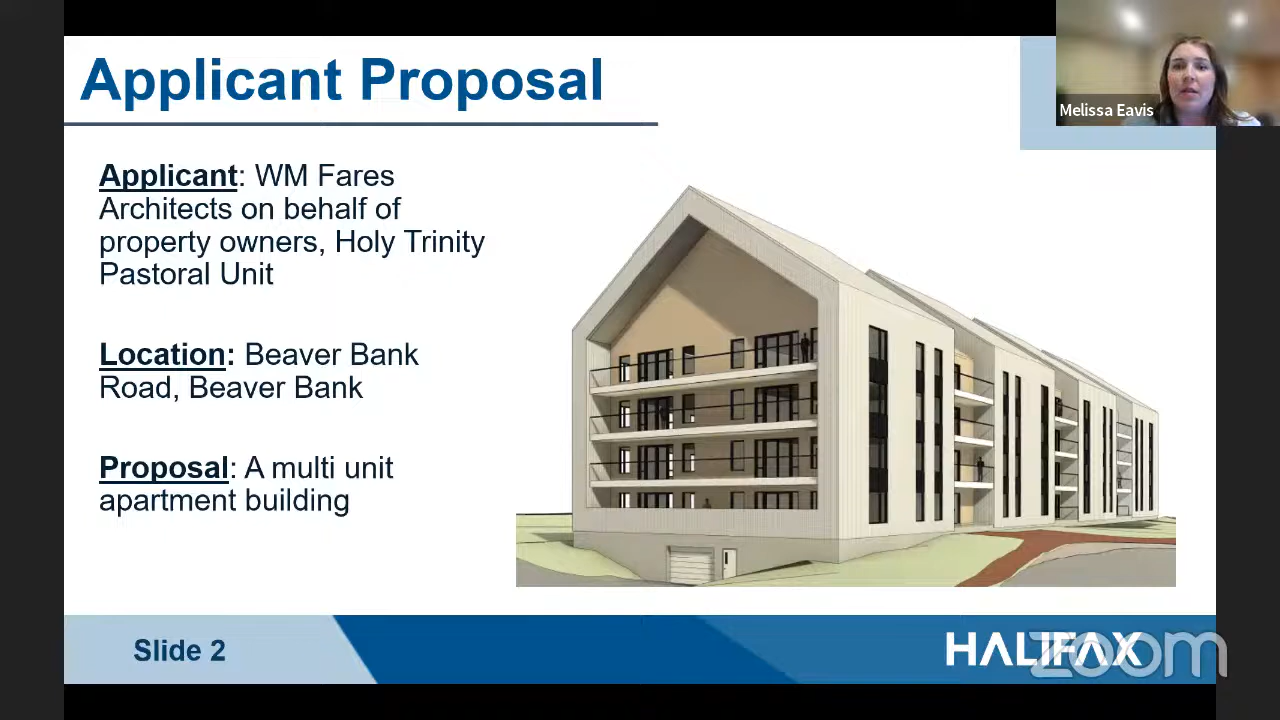 Applicant Proposal
Melissa Eavis
Applicant: WM Fares
Architects on behalf of
property owners, Holy Trinity
Pastoral Unit
Location: Beaver Bank
Road, Beaver Bank
Proposal: A multi unit
apartment building
Slide 2
HALIFAX
zoom